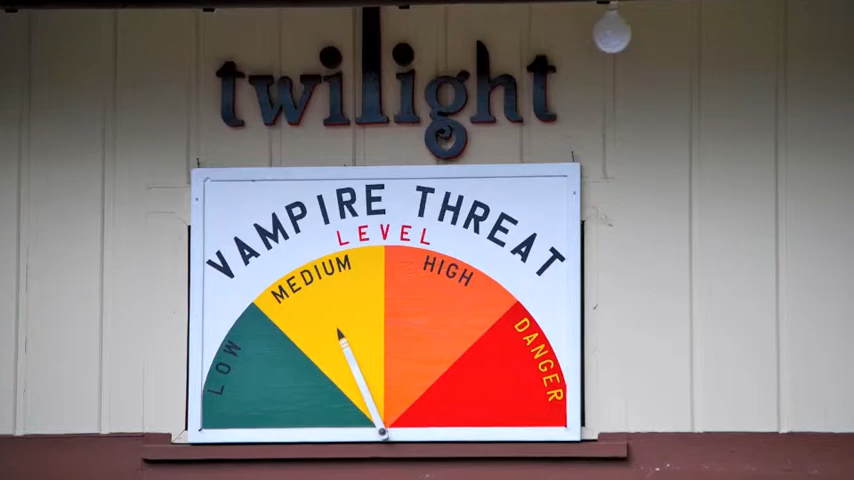 twilight
VAMPIRE THREAT
LEVEL
LOW
MEDIUM
HIGH
DANGER